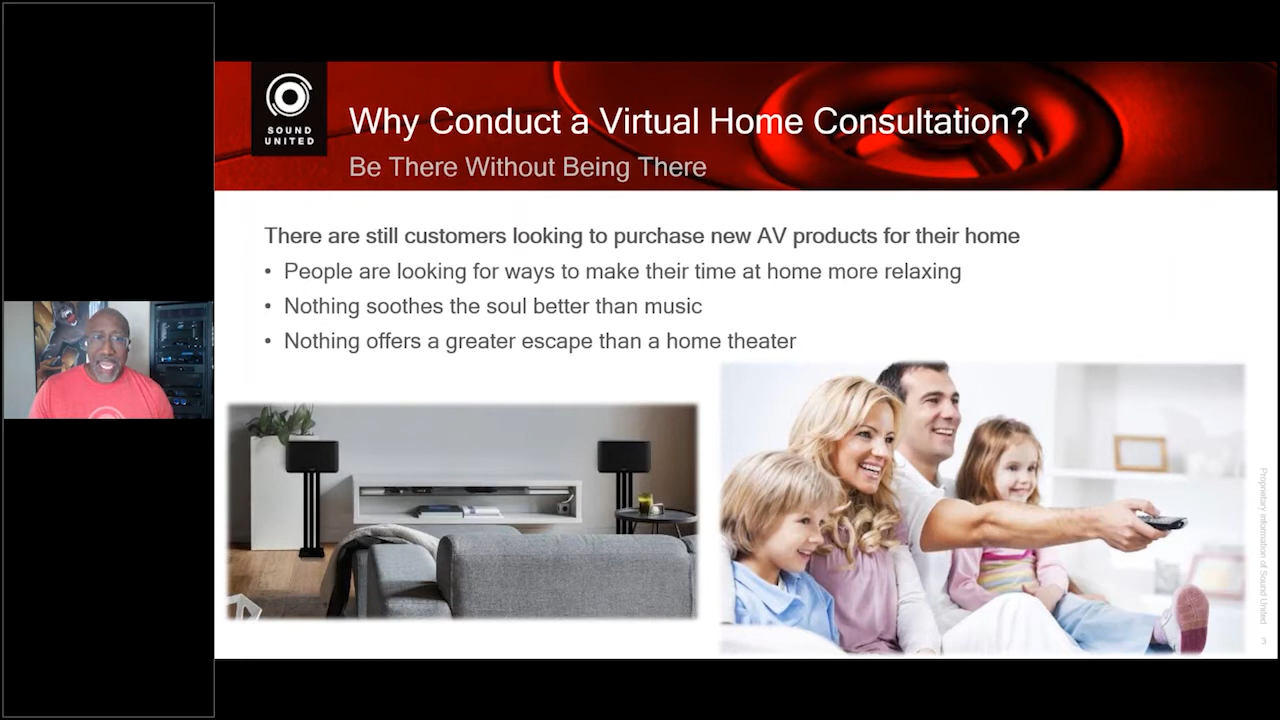 SOUND
UNITED
Why Conduct a Virtual Home Consultation?
Be There Without Being There
There are still customers looking to purchase new AV products for their home
• People are looking for ways to make their time at home more relaxing
• Nothing soothes the soul better than music
• Nothing offers a greater escape than a home theater
Proprietary information of Sound United
3